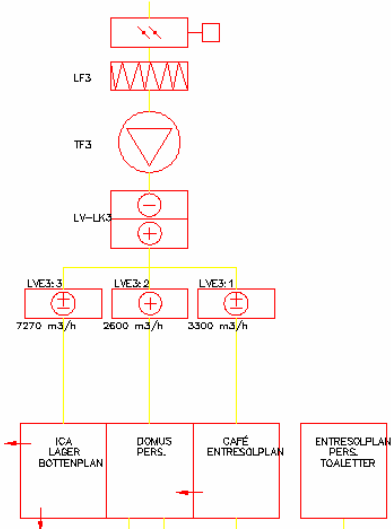 LF3
TF3
LV-LK3
LVE3:3
LVE3:2
LVE3:1
7270 m3/h
2600 m3/h
3300 m3/h
ICA
LAGER
BOTTENPLAN
DOMUS
PERS.
CAFÉ
ENTRESOLPLAN
ENTRESOLPLAN
PERS.
TOALETTER